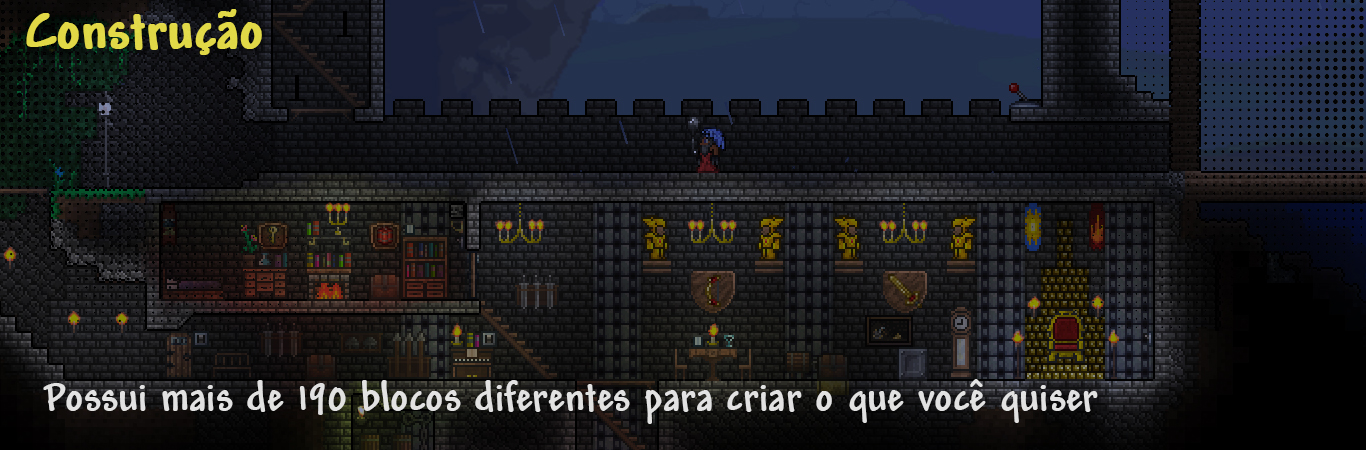 Construção
Possui mais de 190 blocos diferentes para criar o que você quiser